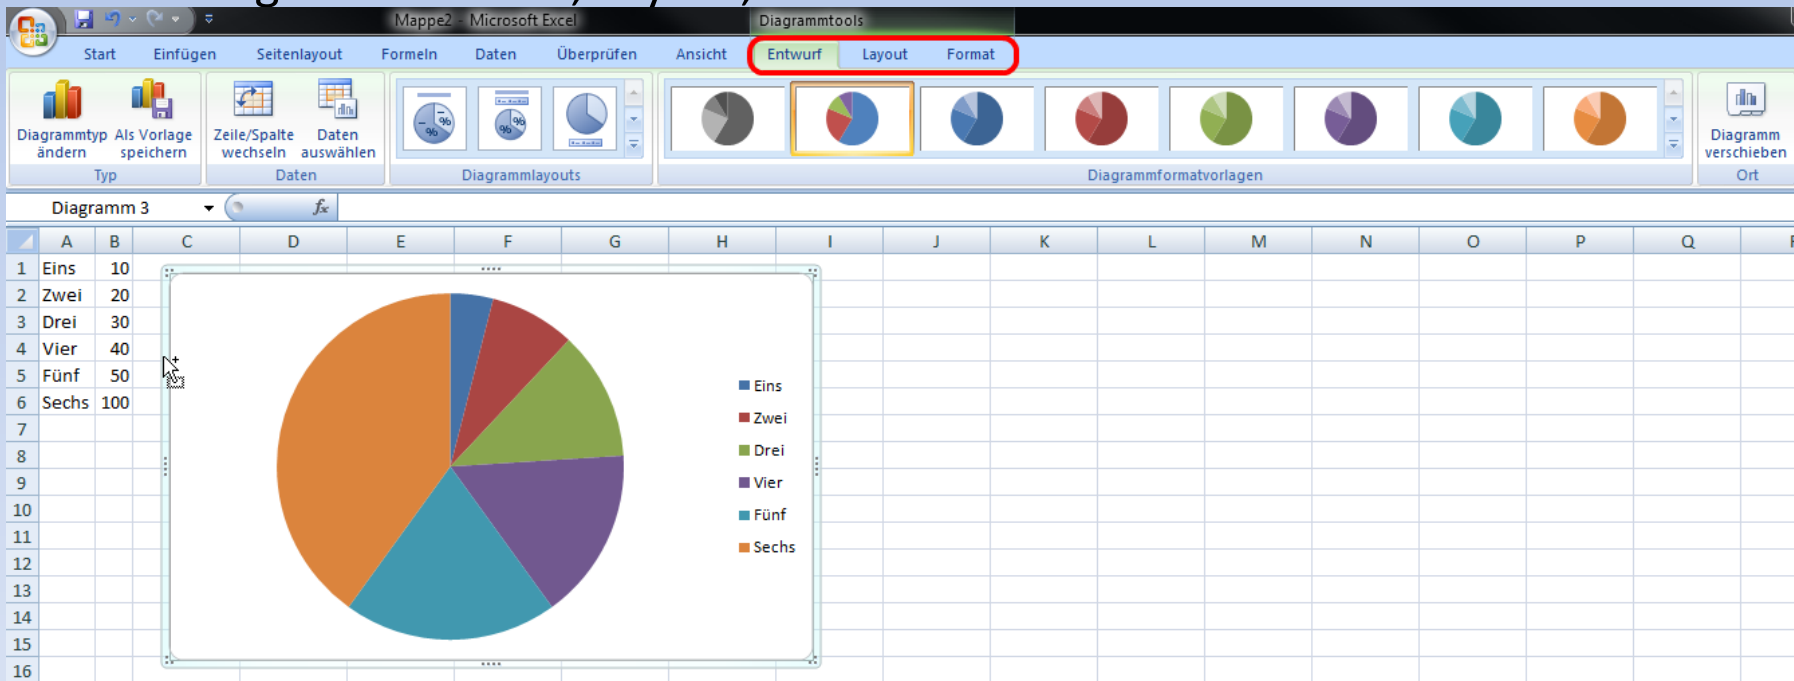 Mappe2 - Microsoft Excel Diagrammtools
Start Einfügen Seitenlayout Formeln Daten Überprüfen Ansicht Entwurf Layout Format
Diagrammtyp Als Vorlage Zeile/Spalte Daten Diagramm
ändern speichern wechseln auswählen verschieben
Typ Daten Diagrammlayouts Diagrammformatvorlagen Ort
Diagramm 3 fx
A B C D E F G H I J K L M N O P Q
1 Eins 10
2 Zwei 20
3 Drei 30
4 Vier 40
5 Fünf 50
6 Sechs 100
7
8
9
10
11
12
13
14
15
16
Eins
Zwei
Drei
Vier
Fünf
Sechs